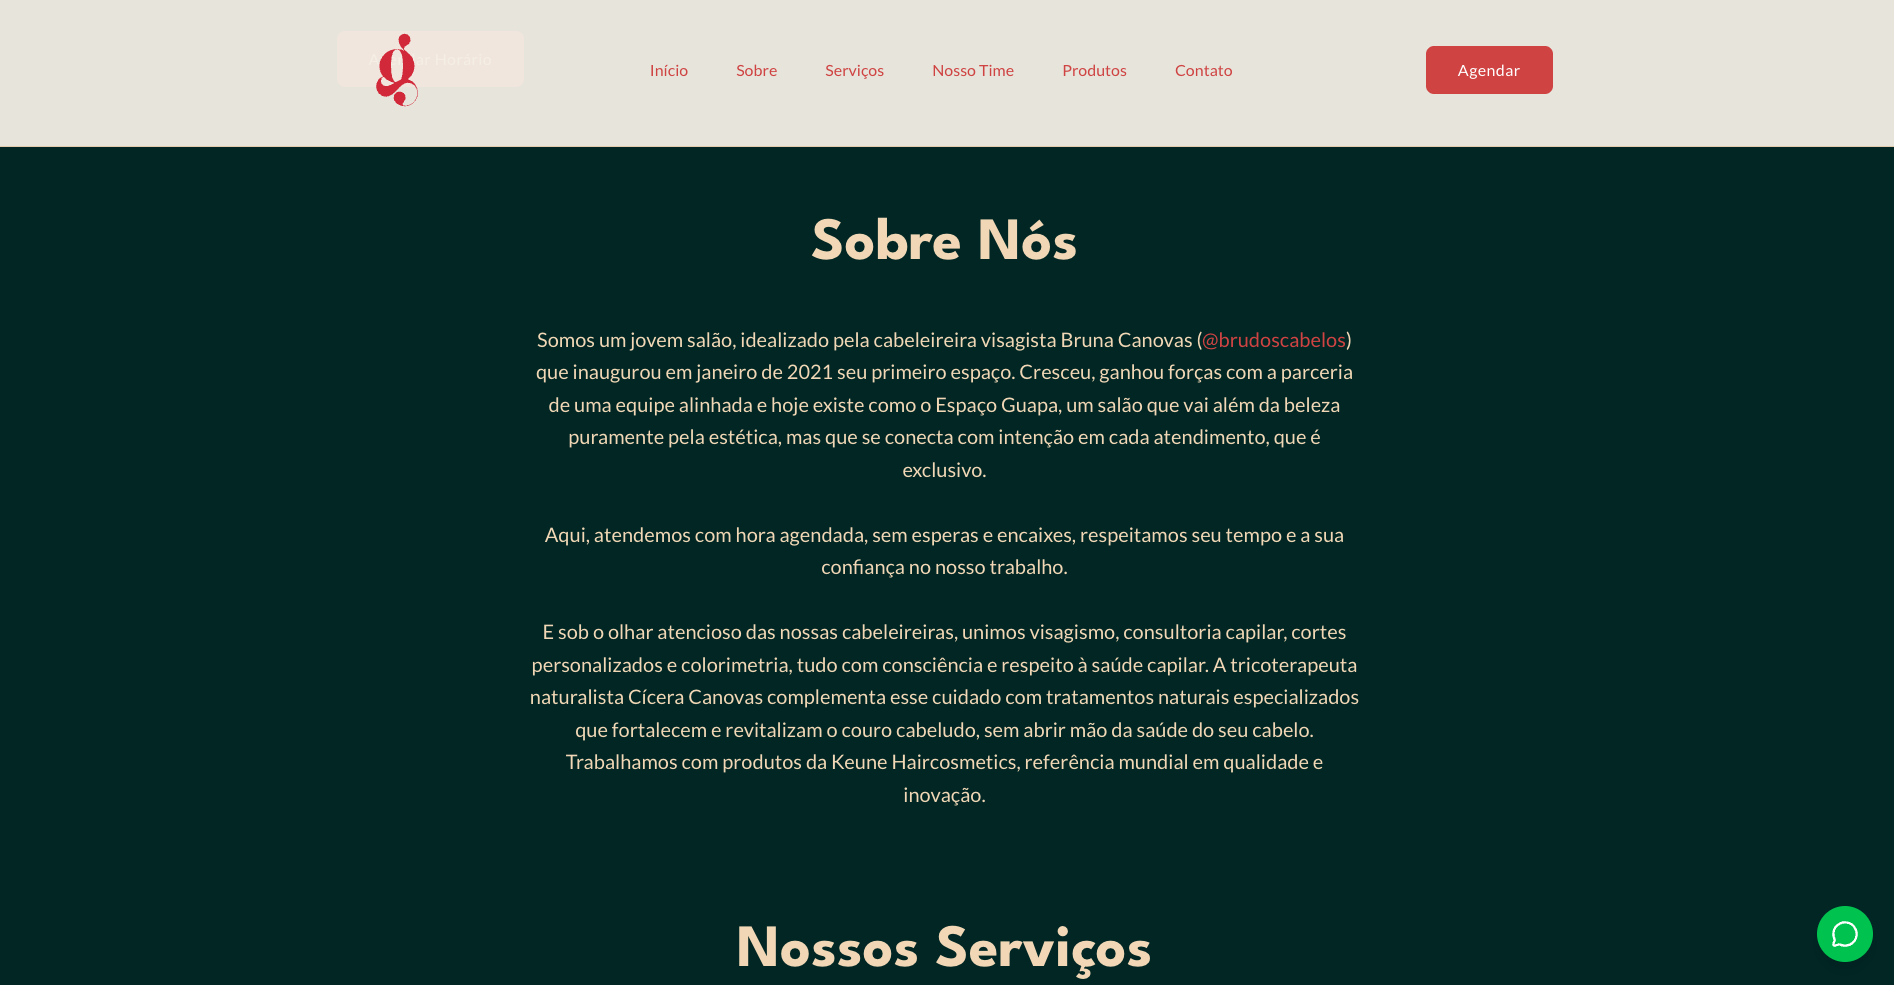 g
Início
Sobre
Serviços
Nosso Time
Produtos
Contato
Agendar
Sobre Nós
Somos um jovem salão, idealizado pela cabeleireira visagista Bruna Canovas (@brudoscabelos)
que inaugurou em janeiro de 2021 seu primeiro espaço. Cresceu, ganhou forças com a parceria
de uma equipe alinhada e hoje existe como o Espaço Guapa, um salão que vai além da beleza
puramente pela estética, mas que se conecta com intenção em cada atendimento, que é
exclusivo.
Aqui, atendemos com hora agendada, sem esperas e encaixes, respeitamos seu tempo e a sua
confiança no nosso trabalho.
E sob o olhar atencioso das nossas cabeleireiras, unimos visagismo, consultoria capilar, cortes
personalizados e colorimetria, tudo com consciência e respeito à saúde capilar. A tricoterapeuta
naturalista Cícera Canovas complementa esse cuidado com tratamentos naturais especializados
que fortalecem e revitalizam o couro cabeludo, sem abrir mão da saúde do seu cabelo.
Trabalhamos com produtos da Keune Haircosmetics, referência mundial em qualidade e
inovação.
Nossos Serviços